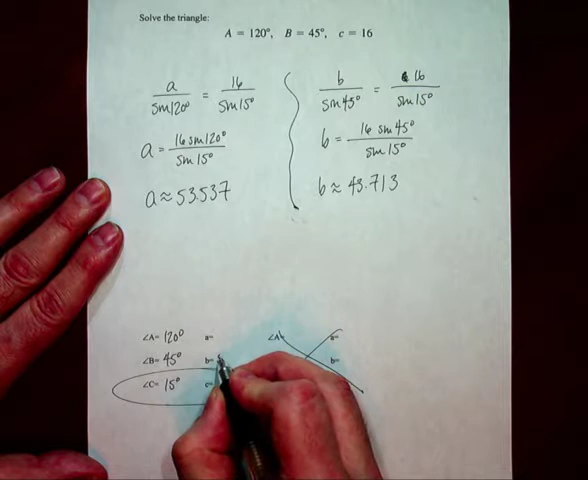 Solve the triangle:
A = 120°, B = 45°, c = 16
a/sin120° = 16/sin15°
a = 16 sin120°/sin15°
a ≈ 53.537
b/sin45° = 16/sin15°
b = 16 sin45°/sin15°
b ≈ 43.713
∠A= 120° a= ∠A a=
∠B= 45° b= b=
∠C= 15° c=